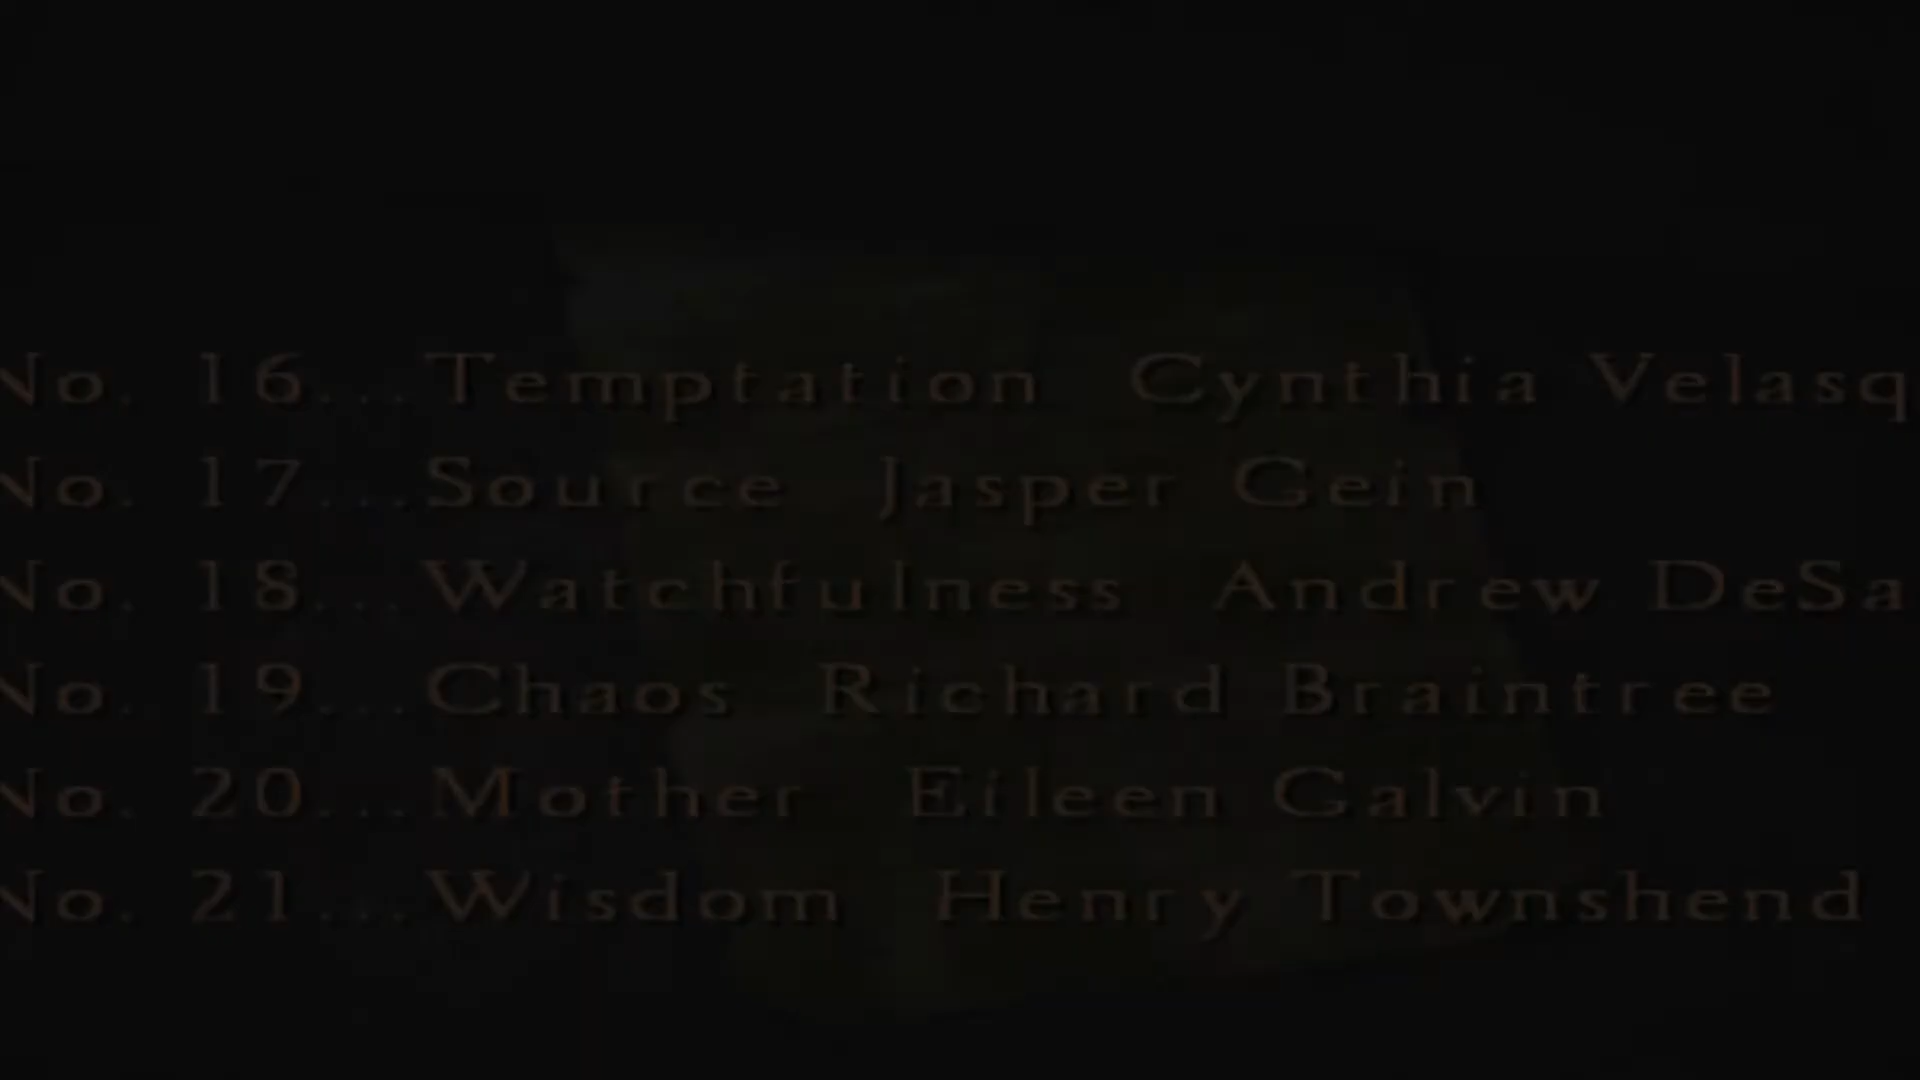 No. 16...Temptation Cynthia Velasq
No. 17...Source Jasper Gein
No. 18...Watchfulness Andrew DeSa
No. 19...Chaos Richard Braintree
No. 20...Mother Eileen Galvin
No. 21...Wisdom Henry Townshend